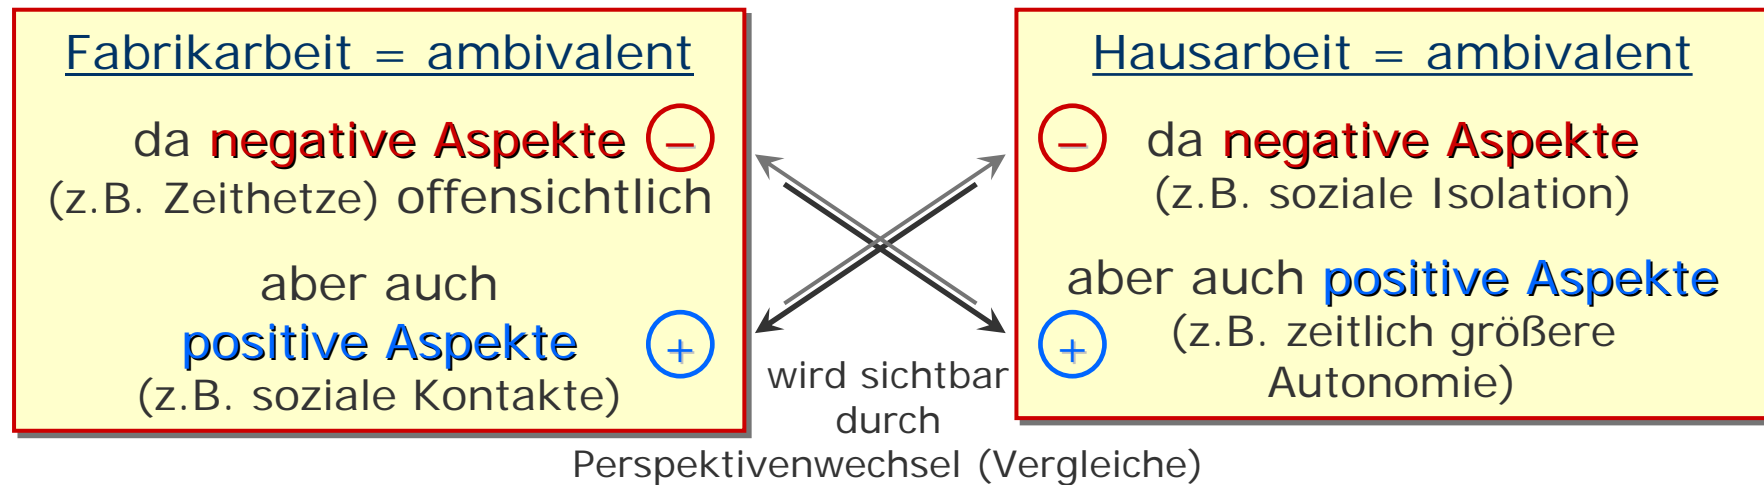 Fabrikarbeit = ambivalent
da negative Aspekte –
(z.B. Zeithetze) offensichtlich
aber auch
positive Aspekte +
(z.B. soziale Kontakte)
wird sichtbar
durch
Perspektivenwechsel (Vergleiche)
Hausarbeit = ambivalent
– da negative Aspekte
(z.B. soziale Isolation)
aber auch positive Aspekte
+ (z.B. zeitlich größere
Autonomie)